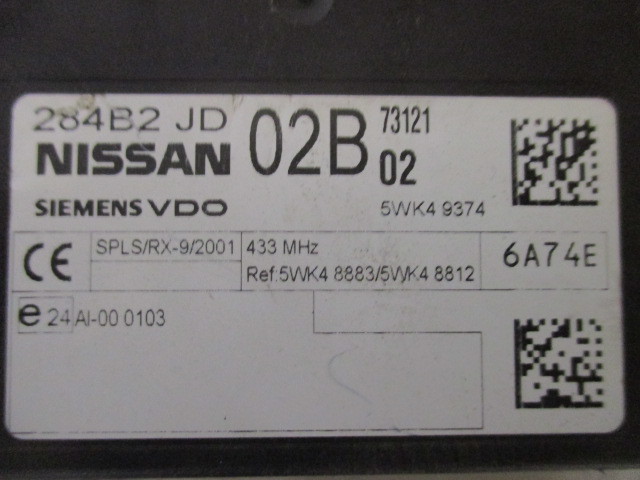 284B2 JD 02B 73121
NISSAN 02
SIEMENS VDO 5WK4 9374
CE SPLS/RX-9/2001 433 MHz 6A74E
Ref:5WK4 8883/5WK4 8812
e 24 AI-00 0103